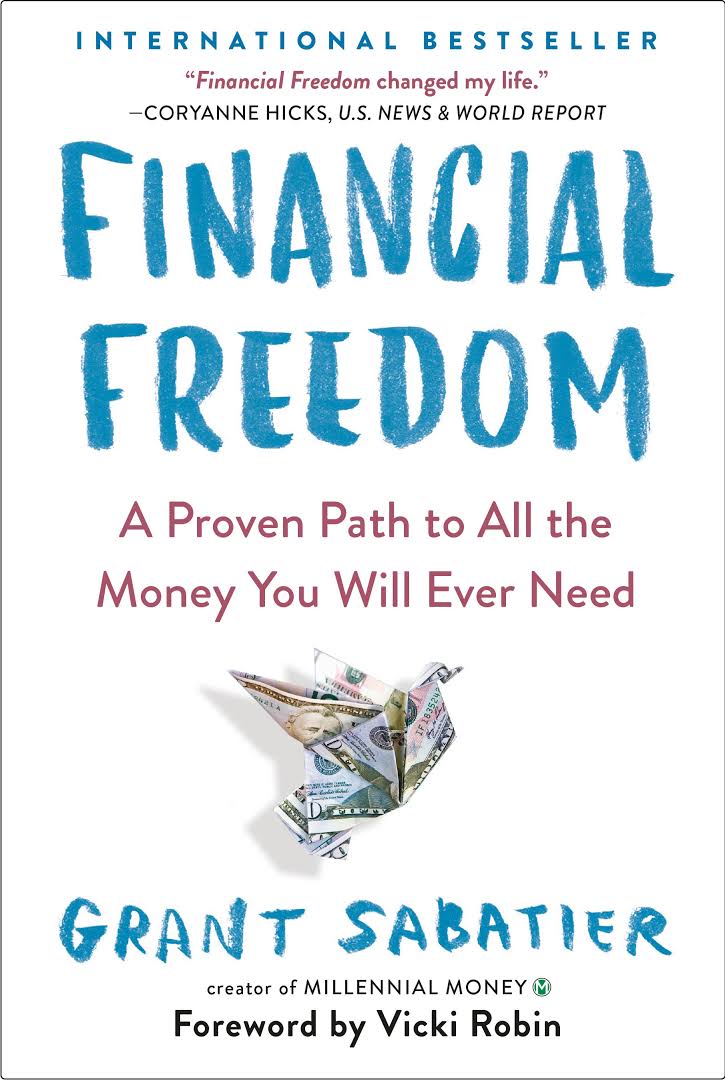 INTERNATIONAL BESTSELLER
“Financial Freedom changed my life.”
—CORYANNE HICKS, U.S. NEWS & WORLD REPORT
FINANCIAL
FREEDOM
A Proven Path to All the
Money You Will Ever Need
IF183524
GRANT SABATIER
creator of MILLENNIAL MONEY M
Foreword by Vicki Robin